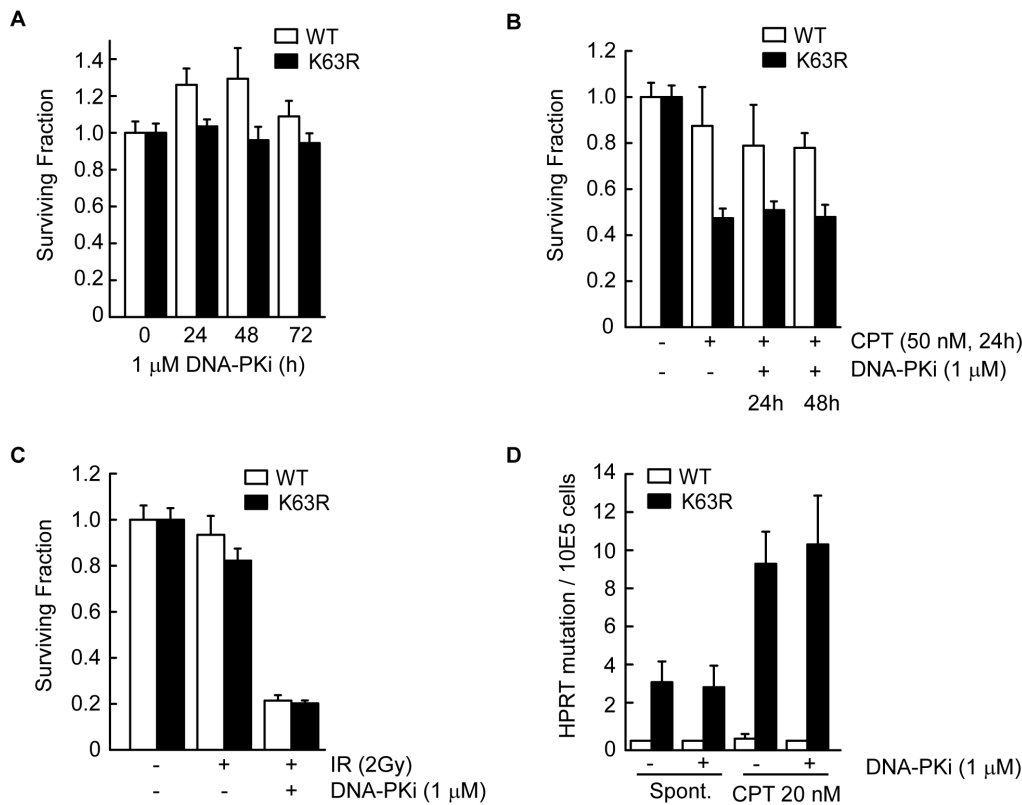 A
WT
K63R
1.4
1.2
1.0
0.8
0.6
0.4
0.2
0
Surviving Fraction
0 24 48 72
1 μM DNA-PKi (h)
B
WT
K63R
1.2
1.0
0.8
0.6
0.4
0.2
0
Surviving Fraction
- + + + CPT (50 nM, 24h)
- - + + DNA-PKi (1 μM)
24h 48h
C
WT
K63R
1.2
1.0
0.8
0.6
0.4
0.2
0
Surviving Fraction
- + + IR (2Gy)
- - + DNA-PKi (1 μM)
D
WT
K63R
14
12
10
8
6
4
2
0
HPRT mutation / 10E5 cells
- + - + DNA-PKi (1 μM)
Spont. CPT 20 nM